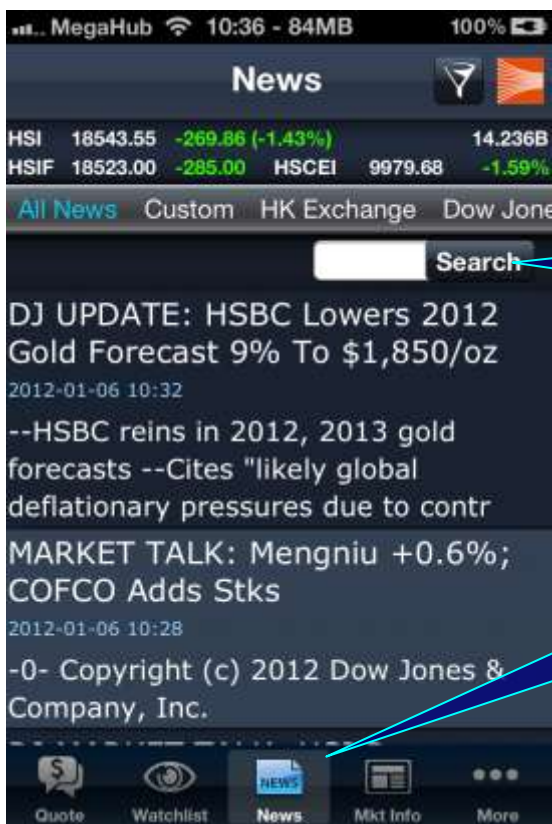 MegaHub 10:36 - 84MB 100%
News
HSI 18543.55 -269.86 (-1.43%) 14.236B
HSIF 18523.00 -285.00 HSCEI 9979.68 -1.59%
All News Custom HK Exchange Dow Jone
Search
DJ UPDATE: HSBC Lowers 2012
Gold Forecast 9% To $1,850/oz
2012-01-06 10:32
--HSBC reins in 2012, 2013 gold
forecasts --Cites "likely global
deflationary pressures due to contr
MARKET TALK: Mengniu +0.6%;
COFCO Adds Stks
2012-01-06 10:28
-0- Copyright (c) 2012 Dow Jones &
Company, Inc.
NEWS
Quote Watchlist News Mkt Info More